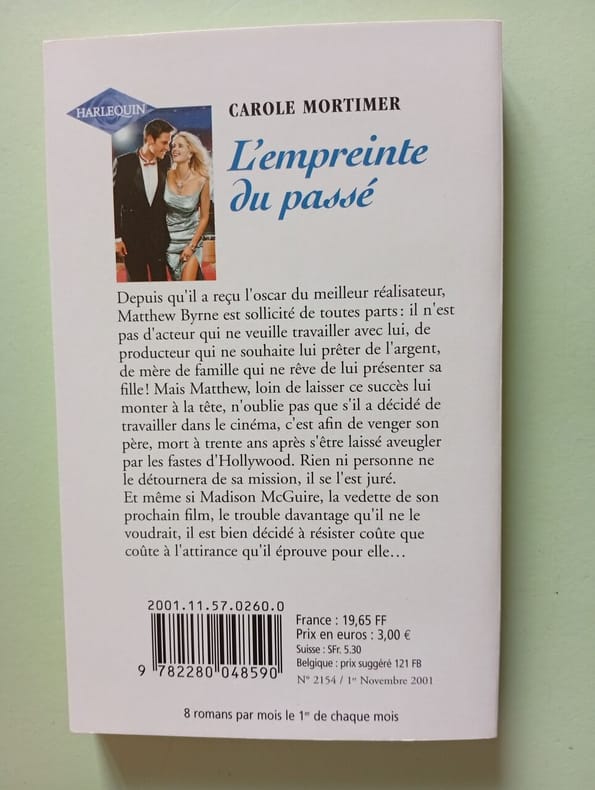 HARLEQUIN
CAROLE MORTIMER
L'empreinte
du passé
Depuis qu'il a reçu l'oscar du meilleur réalisateur,
Matthew Byrne est sollicité de toutes parts : il n'est
pas d'acteur qui ne veuille travailler avec lui, de
producteur qui ne souhaite lui prêter de l'argent,
de mère de famille qui ne rêve de lui présenter sa
fille! Mais Matthew, loin de laisser ce succès lui
monter à la tête, n'oublie pas que s'il a décidé de
travailler dans le cinéma, c'est afin de venger son
père, mort à trente ans après s'être laissé aveugler
par les fastes d'Hollywood. Rien ni personne ne
le détournera de sa mission, il se l'est juré.
Et même si Madison McGuire, la vedette de son
prochain film, le trouble davantage qu'il ne le
voudrait, il est bien décidé à résister coûte que
coûte à l'attirance qu'il éprouve pour elle…
2001.11.57.0260.0
9 782280 048590
France : 19,65 FF
Prix en euros : 3,00 €
Suisse : SFr. 5.30
Belgique : prix suggéré 121 FB
N° 2154 / 1er Novembre 2001
8 romans par mois le 1er de chaque mois